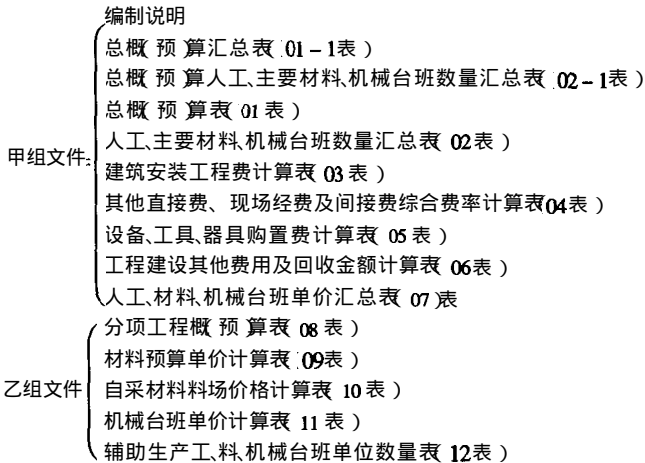 编制说明
总概(预)算汇总表(01-1表)
总概(预)算人工、主要材料、机械台班数量汇总表(02-1表)
总概(预)算表(01表)
人工、主要材料、机械台班数量汇总表(02表)
甲组文件
建筑安装工程费计算表(03表)
其他直接费、现场经费及间接费综合费率计算表(04表)
设备、工具、器具购置费计算表(05表)
工程建设其他费用及回收金额计算表(06表)
人工、材料、机械台班单价汇总表(07)表
分项工程概(预)算表(08表)
材料预算单价计算表(09表)
乙组文件
自采材料料场价格计算表(10表)
机械台班单价计算表(11表)
辅助生产工、料、机械台班单位数量表(12表)